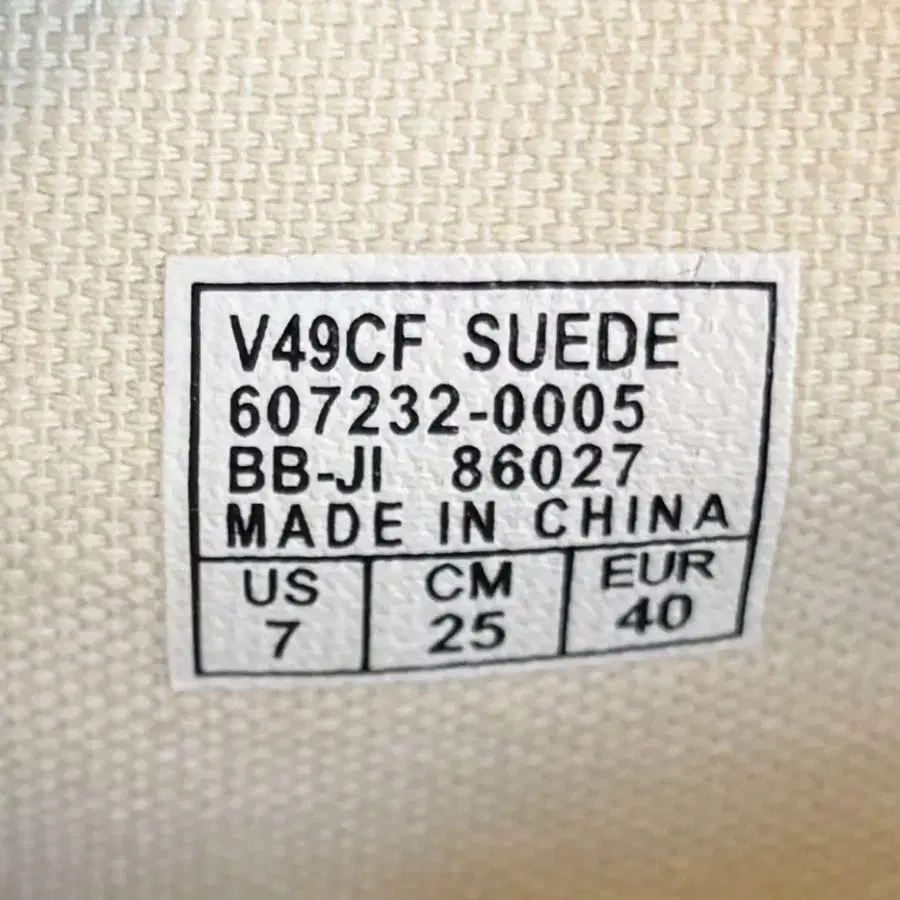 V49CF SUEDE
607232-0005
BB-JI 86027
MADE IN CHINA
US CM EUR
7 25 40